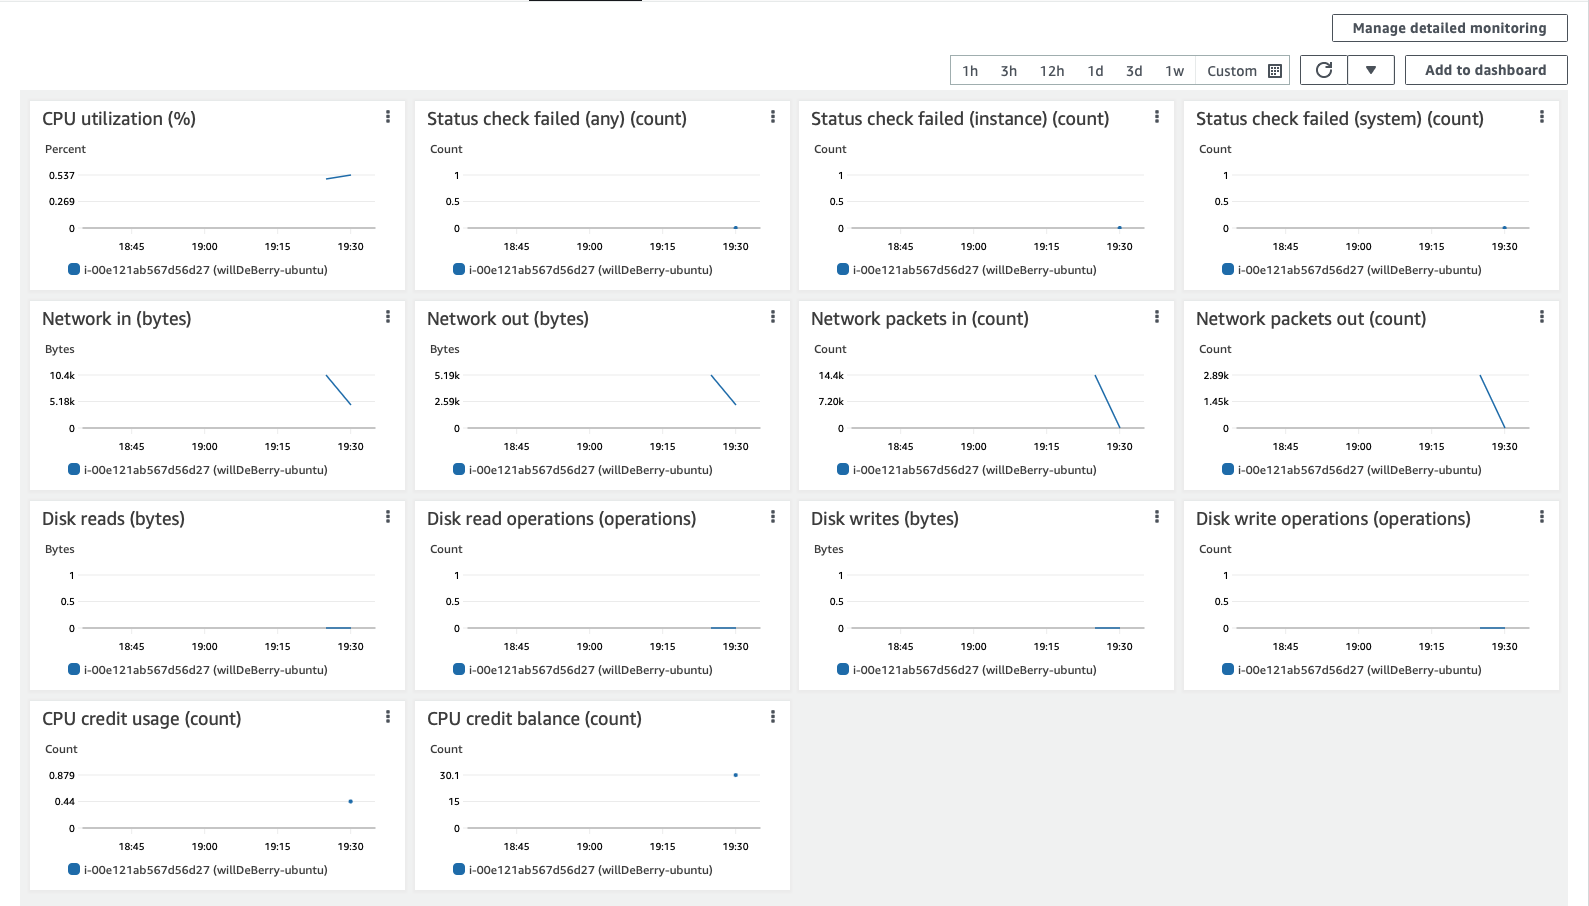 Manage detailed monitoring
1h 3h 12h 1d 3d 1w Custom
Add to dashboard
CPU utilization (%)
Percent
0.537
0.269
0
18:45 19:00 19:15 19:30
i-00e121ab567d56d27 (willDeBerry-ubuntu)
Status check failed (any) (count)
Count
1
0.5
0
18:45 19:00 19:15 19:30
i-00e121ab567d56d27 (willDeBerry-ubuntu)
Status check failed (instance) (count)
Count
1
0.5
0
18:45 19:00 19:15 19:30
i-00e121ab567d56d27 (willDeBerry-ubuntu)
Status check failed (system) (count)
Count
1
0.5
0
18:45 19:00 19:15 19:30
i-00e121ab567d56d27 (willDeBerry-ubuntu)
Network in (bytes)
Bytes
10.4k
5.18k
0
18:45 19:00 19:15 19:30
i-00e121ab567d56d27 (willDeBerry-ubuntu)
Network out (bytes)
Bytes
5.19k
2.59k
0
18:45 19:00 19:15 19:30
i-00e121ab567d56d27 (willDeBerry-ubuntu)
Network packets in (count)
Count
14.4k
7.20k
0
18:45 19:00 19:15 19:30
i-00e121ab567d56d27 (willDeBerry-ubuntu)
Network packets out (count)
Count
2.89k
1.45k
0
18:45 19:00 19:15 19:30
i-00e121ab567d56d27 (willDeBerry-ubuntu)
Disk reads (bytes)
Bytes
1
0.5
0
18:45 19:00 19:15 19:30
i-00e121ab567d56d27 (willDeBerry-ubuntu)
Disk read operations (operations)
Count
1
0.5
0
18:45 19:00 19:15 19:30
i-00e121ab567d56d27 (willDeBerry-ubuntu)
Disk writes (bytes)
Bytes
1
0.5
0
18:45 19:00 19:15 19:30
i-00e121ab567d56d27 (willDeBerry-ubuntu)
Disk write operations (operations)
Count
1
0.5
0
18:45 19:00 19:15 19:30
i-00e121ab567d56d27 (willDeBerry-ubuntu)
CPU credit usage (count)
Count
0.879
0.44
0
18:45 19:00 19:15 19:30
i-00e121ab567d56d27 (willDeBerry-ubuntu)
CPU credit balance (count)
Count
30.1
15
0
18:45 19:00 19:15 19:30
i-00e121ab567d56d27 (willDeBerry-ubuntu)